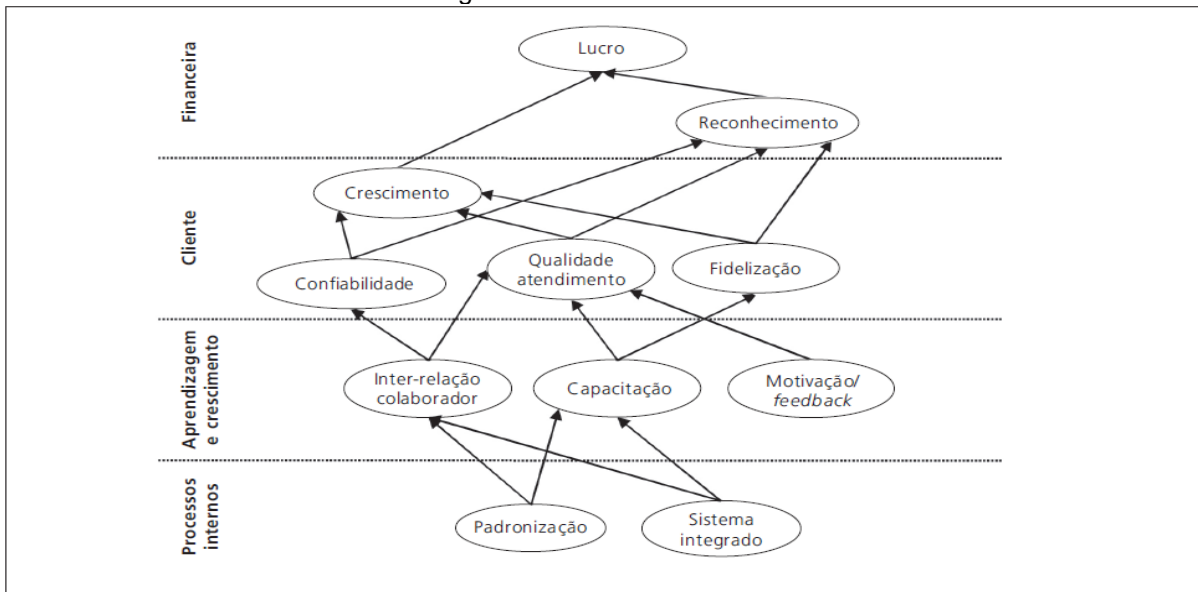 Financeira
Lucro
Reconhecimento
Cliente
Crescimento
Confiabilidade
Qualidade
atendimento
Fidelização
Aprendizagem
e crescimento
Inter-relação
colaborador
Capacitação
Motivação/
feedback
Processos
internos
Padronização
Sistema
integrado